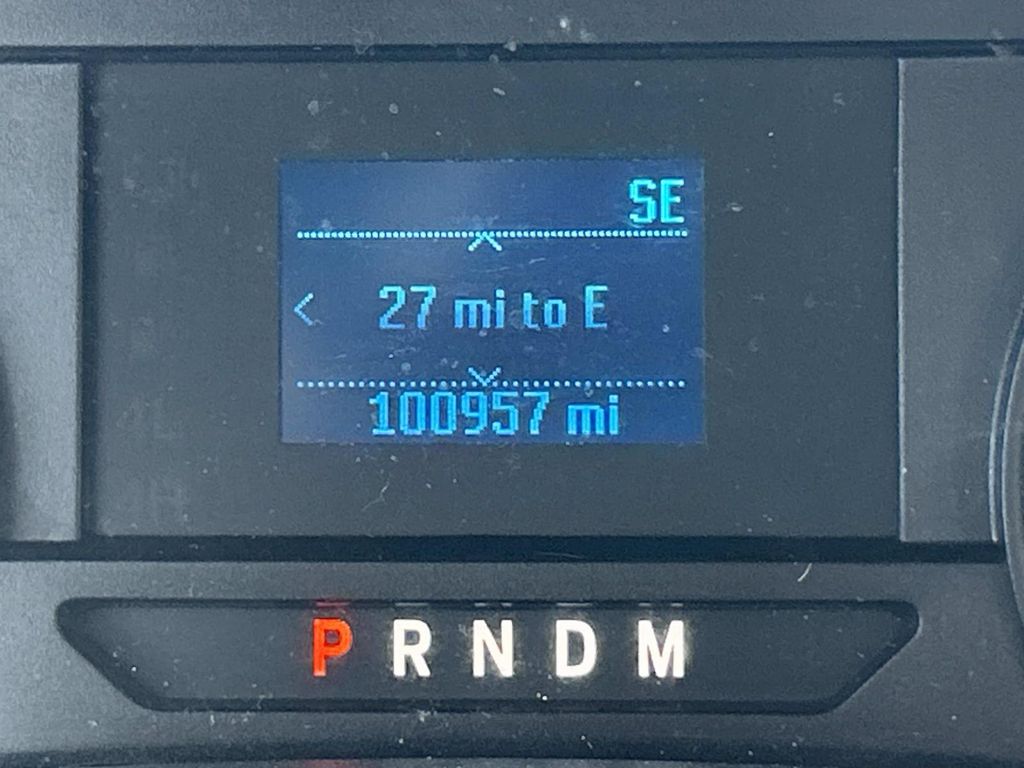 SE
27 mi to E
100957 mi
P R N D M